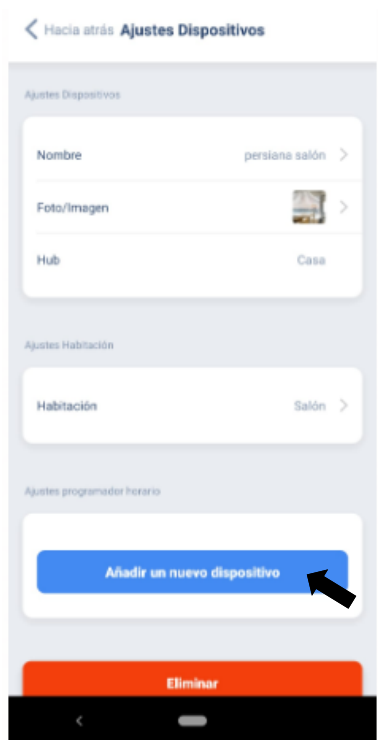 Hacia atrás Ajustes Dispositivos
Ajustes Dispositivos
Nombre persiana salón
Foto/Imagen
Hub Casa
Ajustes Habitación
Habitación Salón
Ajustes programador horario
Añadir un nuevo dispositivo
Eliminar